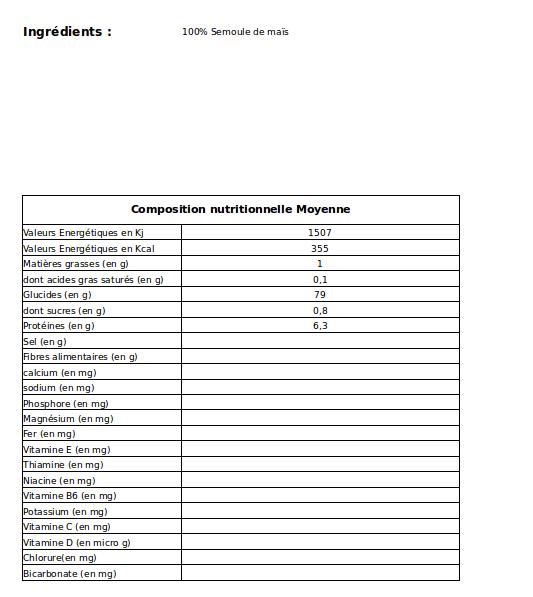 Ingrédients : 100% Semoule de maïs
Composition nutritionnelle Moyenne
Valeurs Energétiques en Kj 1507
Valeurs Energétiques en Kcal 355
Matières grasses (en g) 1
dont acides gras saturés (en g) 0,1
Glucides (en g) 79
dont sucres (en g) 0,8
Protéines (en g) 6,3
Sel (en g)
Fibres alimentaires (en g)
calcium (en mg)
sodium (en mg)
Phosphore (en mg)
Magnésium (en mg)
Fer (en mg)
Vitamine E (en mg)
Thiamine (en mg)
Niacine (en mg)
Vitamine B6 (en mg)
Potassium (en mg)
Vitamine C (en mg)
Vitamine D (en micro g)
Chlorure(en mg)
Bicarbonate (en mg)